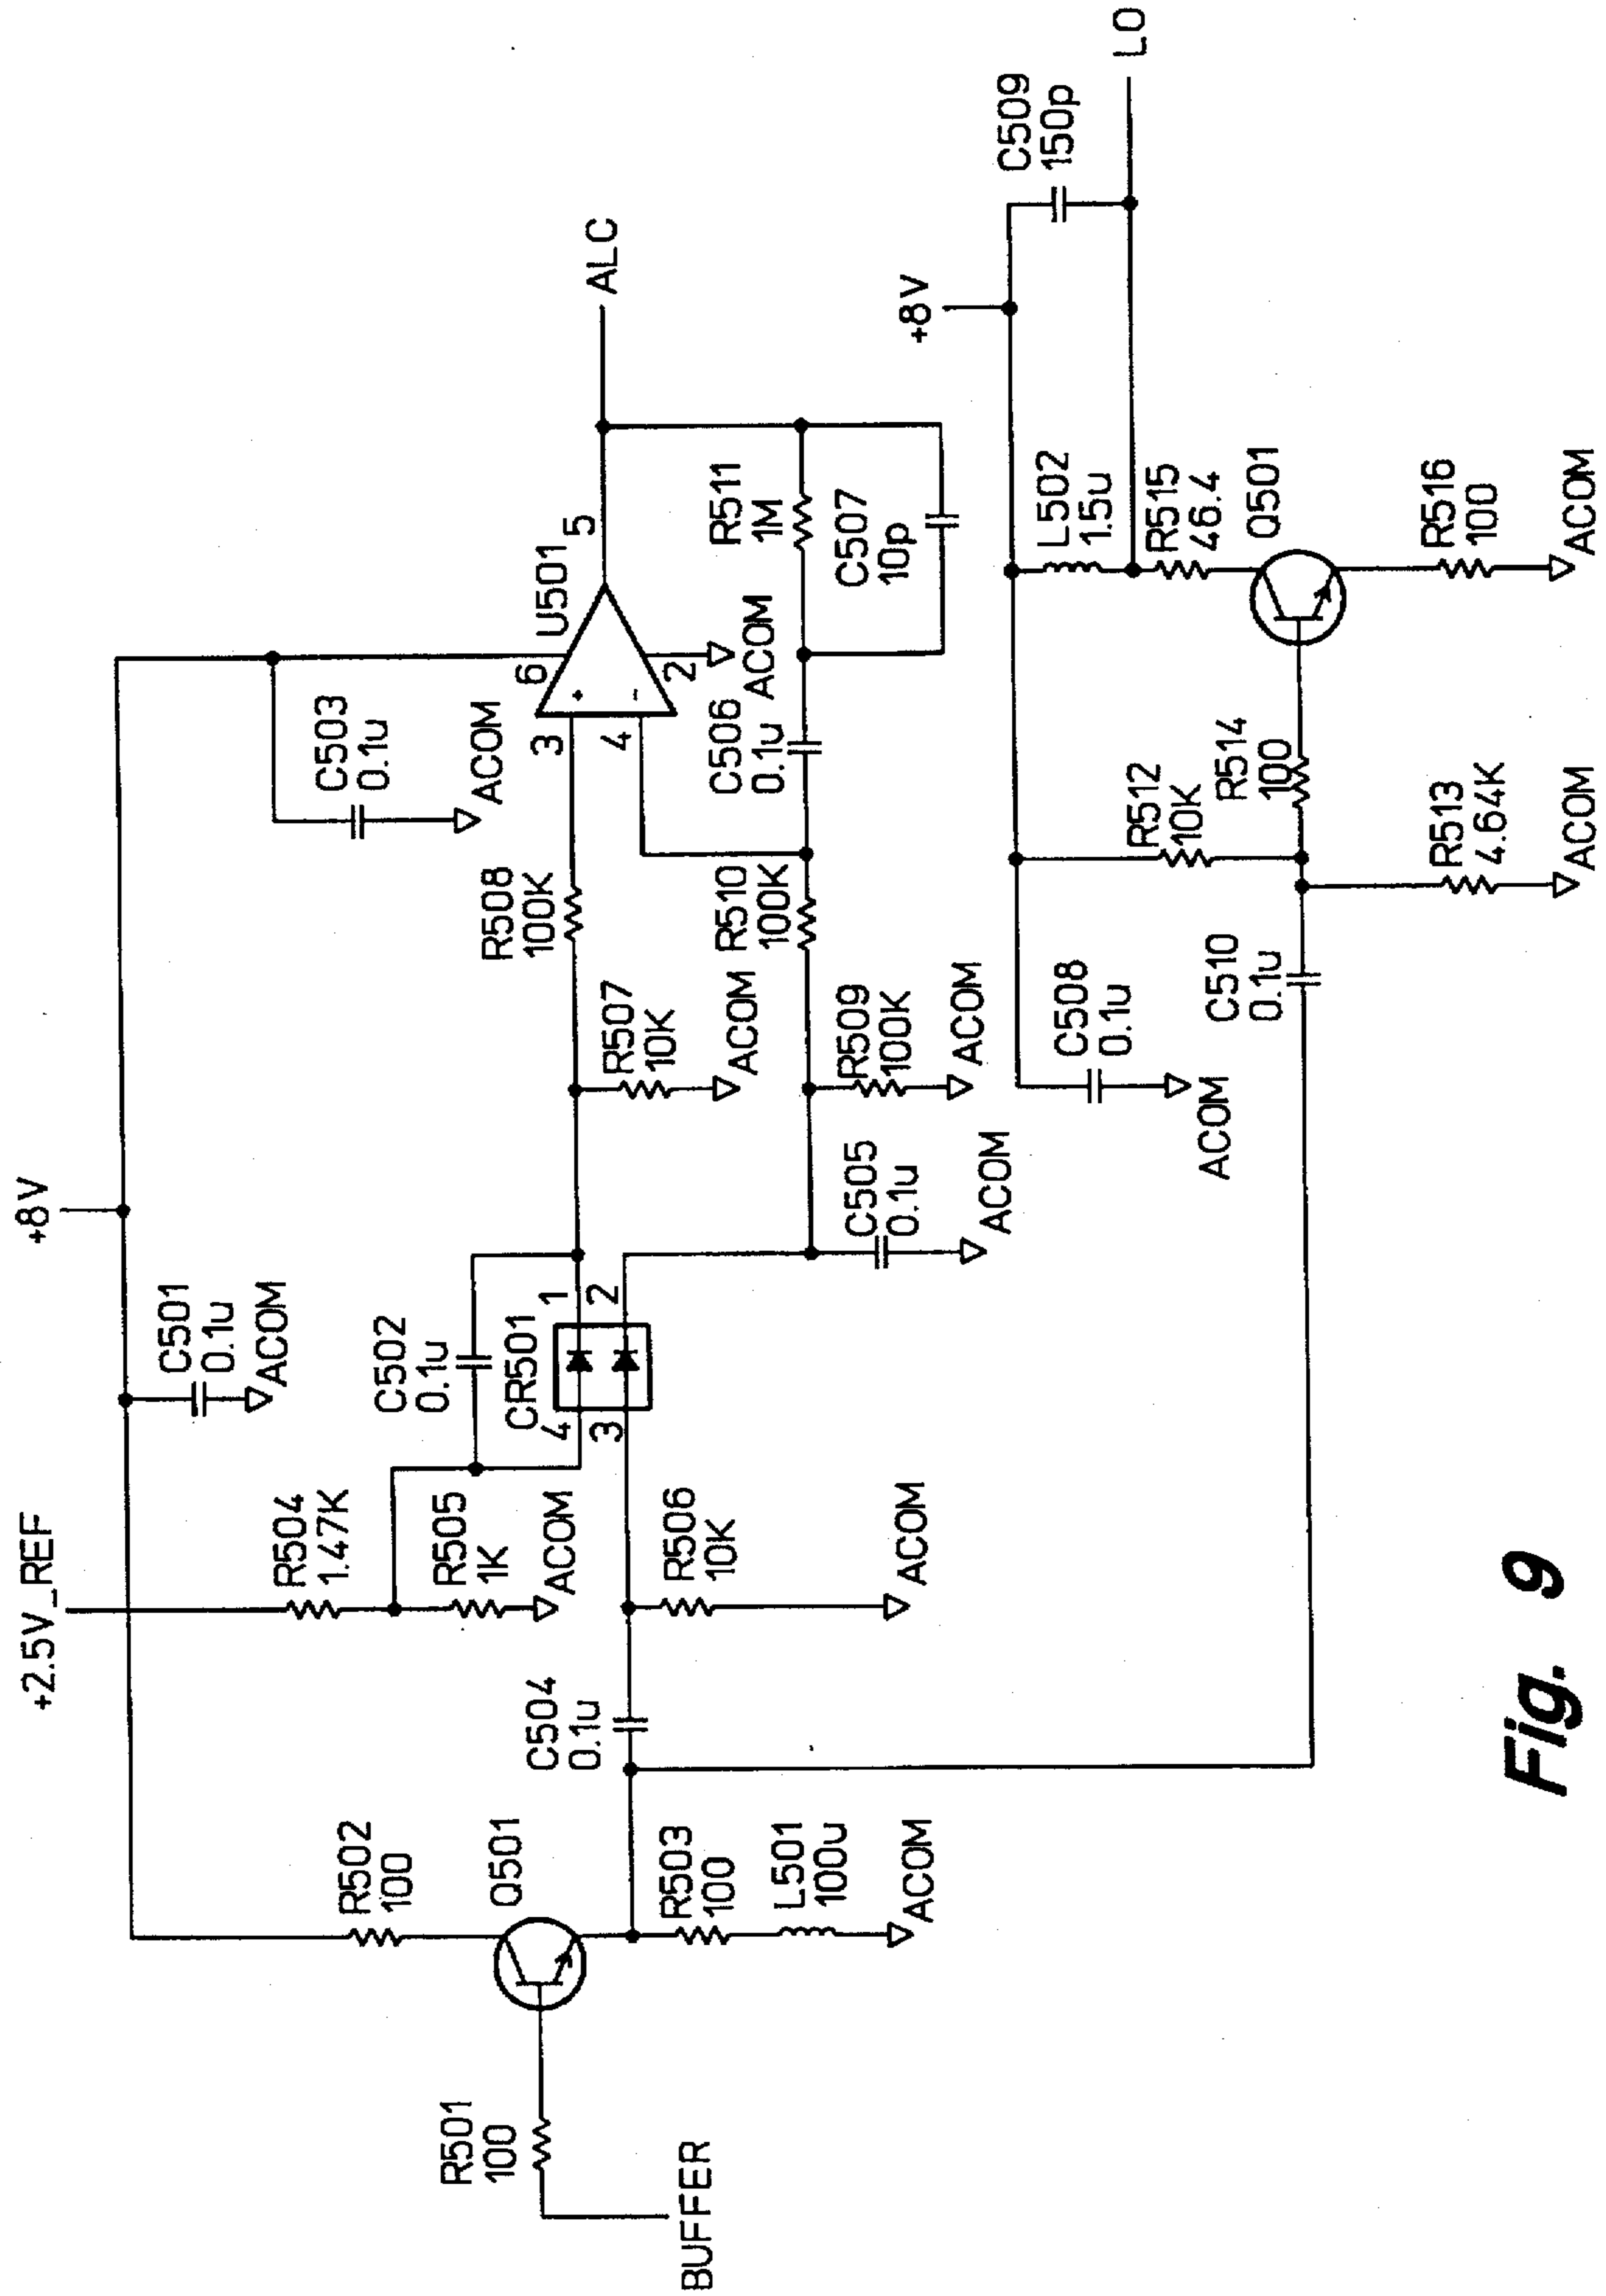 +2.5V_REF
+8V
R504
1.47K
C501
0.1u
ACOM
C503
0.1u
ACOM
R502
100
R505
1K
ACOM
C502
0.1u
CR501
4
3
1
2
R508
100K
3
4
6
U501
5
2
ACOM
+
-
ALC
R501
100
BUFFER
Q501
C504
0.1u
R503
100
L501
100u
ACOM
R506
10K
ACOM
R507
10K
ACOM
R510
100K
C506
0.1u
R511
1M
C507
10p
C505
0.1u
ACOM
R509
100K
ACOM
+8V
C509
150p
LO
L502
1.5u
R515
46.4
Q501
R516
100
ACOM
C508
0.1u
ACOM
R512
10K
R514
100
C510
0.1u
R513
4.64K
ACOM
Fig. 9